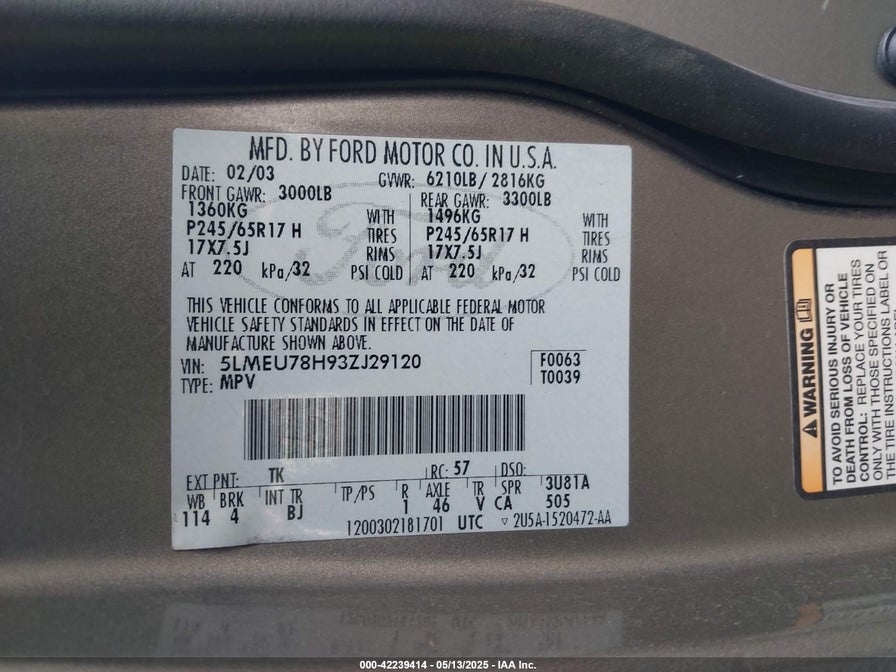 MFD. BY FORD MOTOR CO. IN U.S.A.
DATE: 02/03 GVWR: 6210LB/ 2816KG
FRONT GAWR: 3000LB REAR GAWR: 3300LB
1360KG WITH 1496KG WITH
P245/65R17 H TIRES P245/65R17 H TIRES
17X7.5J RIMS 17X7.5J RIMS
AT 220 kPa/32 PSI COLD AT 220 kPa/32 PSI COLD
Ford
THIS VEHICLE CONFORMS TO ALL APPLICABLE FEDERAL MOTOR
VEHICLE SAFETY STANDARDS IN EFFECT ON THE DATE OF
MANUFACTURE SHOWN ABOVE.
VIN: 5LMEU78H93ZJ29120 F0063
TYPE: MPV T0039
EXT PNT: TK RC: 57 DSO:
WB BRK INT TR TP/PS R AXLE TR SPR 3U81A
114 4 BJ 1 46 V CA 505
1200302181701 UTC ▽ 2U5A-1520472-AA
WARNING
TO AVOID SERIOUS INJURY OR
DEATH FROM LOSS OF VEHICLE
CONTROL: REPLACE YOUR TIRES
ONLY WITH THOSE SPECIFIED ON
THE TIRE INSTRUCTIONS LABEL OR
000-42239414 - 05/13/2025 - IAA Inc.